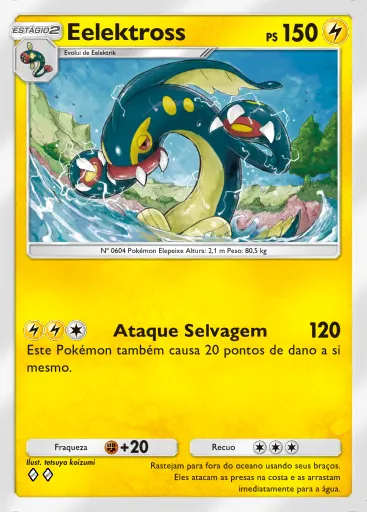 ESTÁGIO 2
Eelektross
PS 150
Evolui de Eelektrik
Nº 0604 Pokémon Elepeixe Altura: 2,1 m Peso: 80,5 kg
Ataque Selvagem 120
Este Pokémon também causa 20 pontos de dano a si
mesmo.
Fraqueza +20
Recuo
Ilust. tetsuya koizumi
Rastejam para fora do oceano usando seus braços.
Eles atacam as presas na costa e as arrastam
imediatamente para a água.